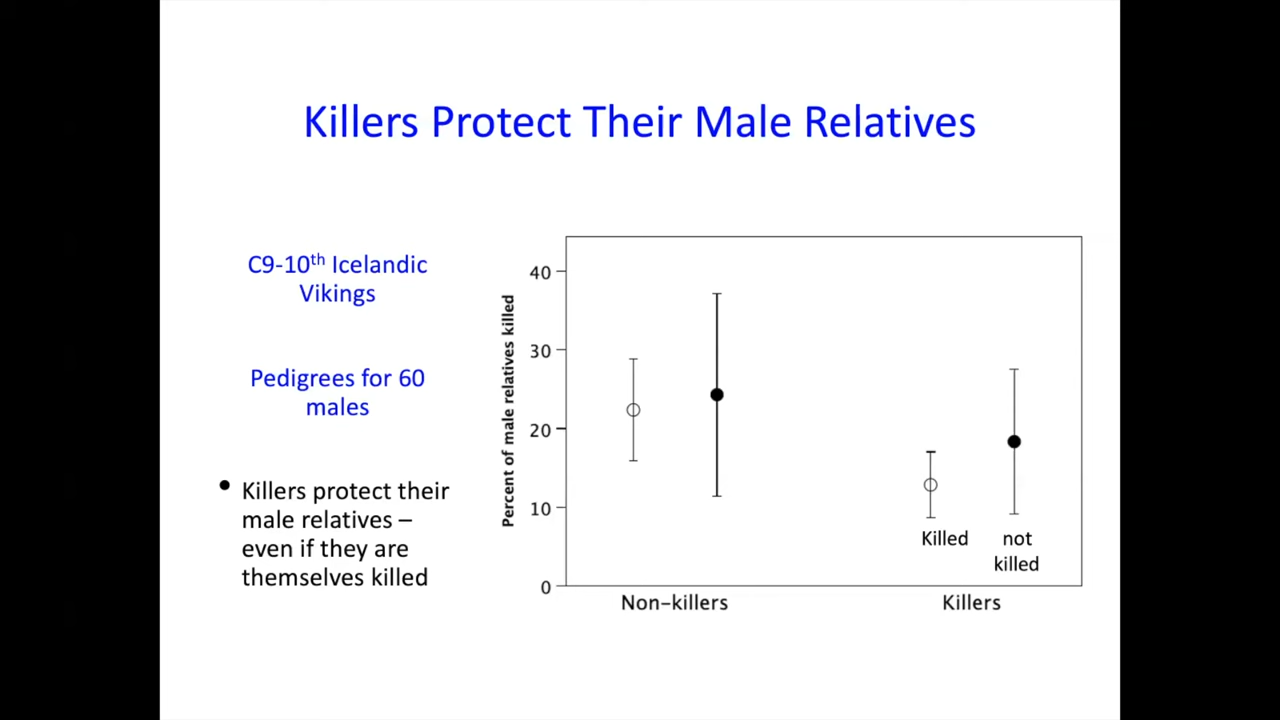 Killers Protect Their Male Relatives
C9-10th Icelandic
Vikings
Pedigrees for 60
males
• Killers protect their
male relatives –
even if they are
themselves killed
Percent of male relatives killed
40
30
20
10
0
Killed
not
killed
Non-killers
Killers